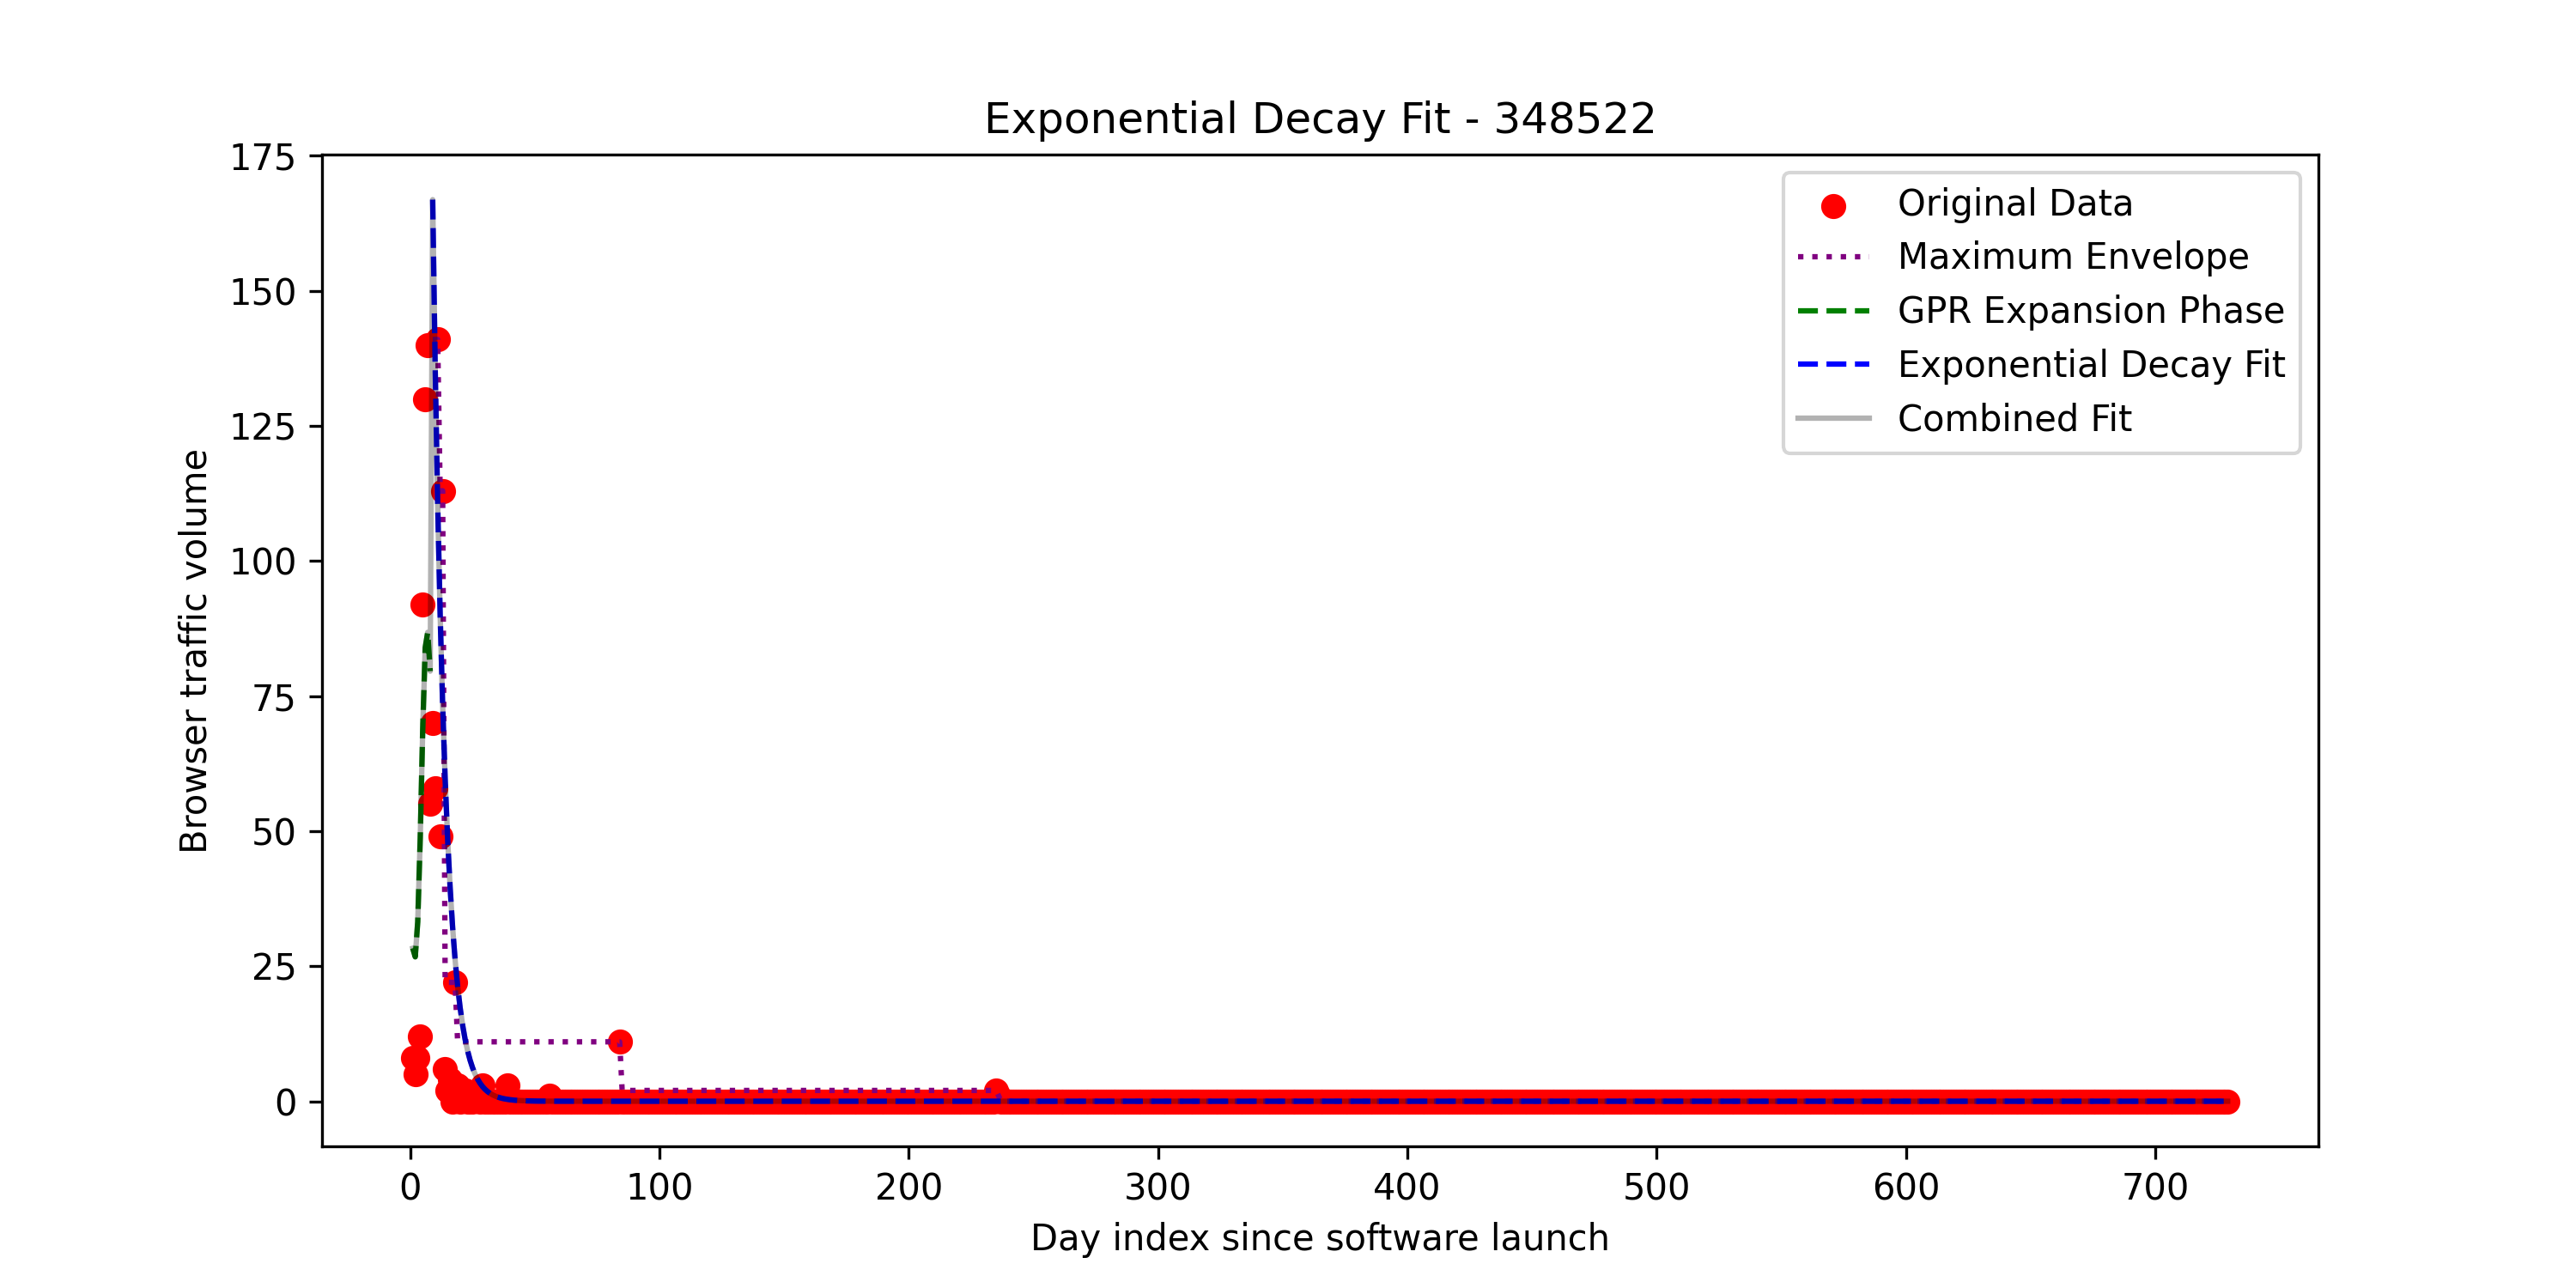 Exponential Decay Fit - 348522
175
150
125
100
75
50
25
0
Browser traffic volume
Original Data
Maximum Envelope
GPR Expansion Phase
Exponential Decay Fit
Combined Fit
0 100 200 300 400 500 600 700
Day index since software launch